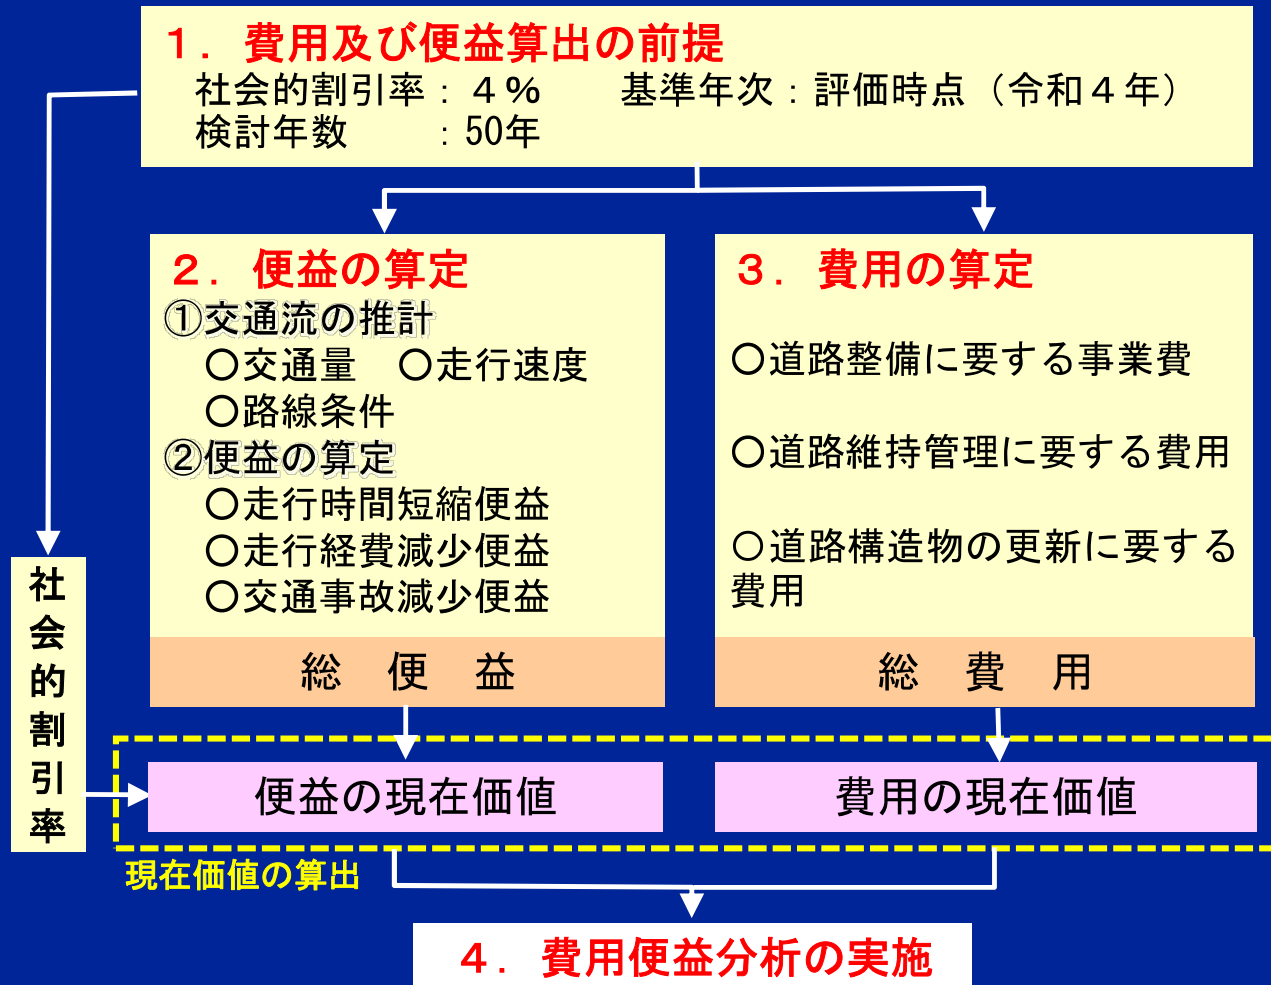 １．費用及び便益算出の前提
社会的割引率：４％　　基準年次：評価時点（令和４年）
検討年数　　：50年
２．便益の算定
①交通流の推計
〇交通量　〇走行速度
〇路線条件
②便益の算定
〇走行時間短縮便益
〇走行経費減少便益
〇交通事故減少便益
総　便　益
３．費用の算定
〇道路整備に要する事業費
〇道路維持管理に要する費用
〇道路構造物の更新に要する
費用
総　費　用
社会的割引率
便益の現在価値
費用の現在価値
現在価値の算出
４．費用便益分析の実施